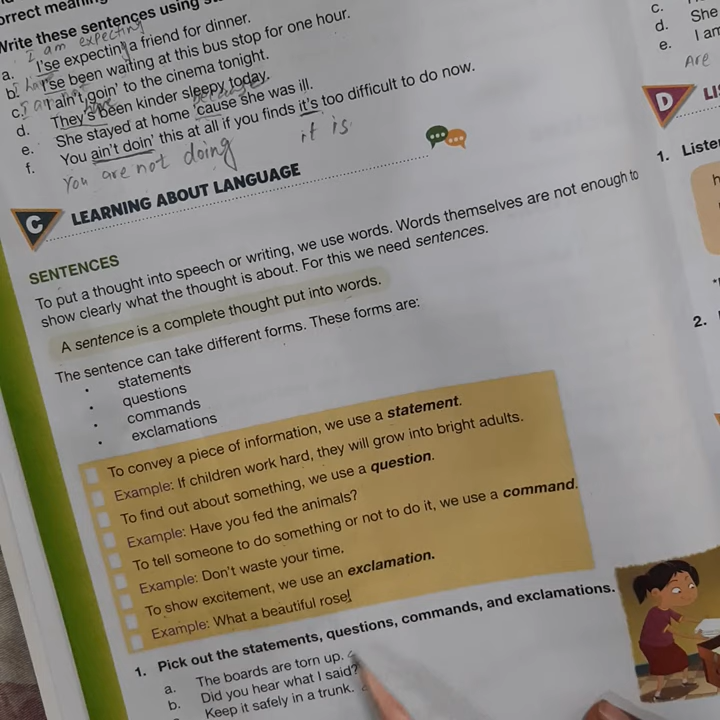 orrect meaning
Write these sentences using
I am expecting
a. I'se expecting a friend for dinner.
I have
b. I'se been waiting at this bus stop for one hour.
I am not
c. I ain't goin' to the cinema tonight.
have because
d. They's been kinder sleepy today.
e. She stayed at home 'cause she was ill.
f. You ain't doin' this at all if you finds it's too difficult to do now.
You are not doing it is
C LEARNING ABOUT LANGUAGE
SENTENCES
To put a thought into speech or writing, we use words. Words themselves are not enough to
show clearly what the thought is about. For this we need sentences.
A sentence is a complete thought put into words.
The sentence can take different forms. These forms are:
• statements
• questions
• commands
• exclamations
To convey a piece of information, we use a statement.
Example: If children work hard, they will grow into bright adults.
To find out about something, we use a question.
Example: Have you fed the animals?
To tell someone to do something or not to do it, we use a command.
Example: Don't waste your time.
To show excitement, we use an exclamation.
Example: What a beautiful rose!
1. Pick out the statements, questions, commands, and exclamations.
a. The boards are torn up.
b. Did you hear what I said?
Keep it safely in a trunk.
c.
d. She
e. I am
Are
D LIS
1. Listen
2.